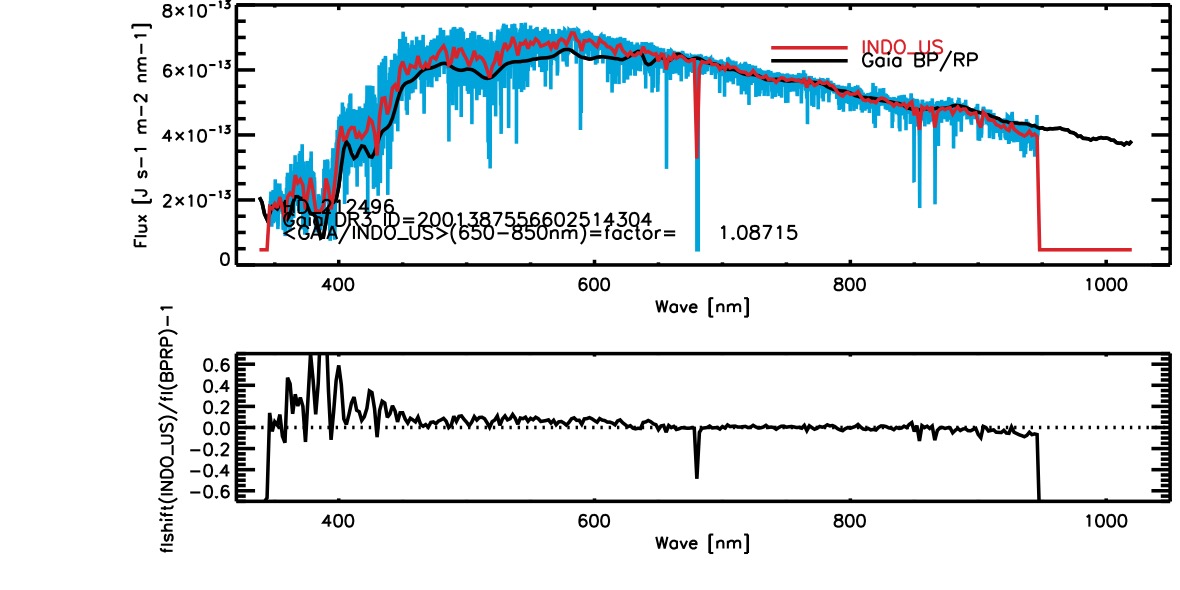 8×10−13
6×10−13
4×10−13
2×10−13
0
Flux [J s−1 m−2 nm−1]
INDO_US
Gaia BP/RP
HD_212496
Gaia DR3 ID=2001387556602514304
<GAIA/INDO_US>(650−850nm)=factor= 1.08715
400 600 800 1000
Wave [nm]
flshift(INDO_US)/fl(BPRP)−1
0.6
0.4
0.2
0.0
−0.2
−0.4
−0.6
400 600 800 1000
Wave [nm]